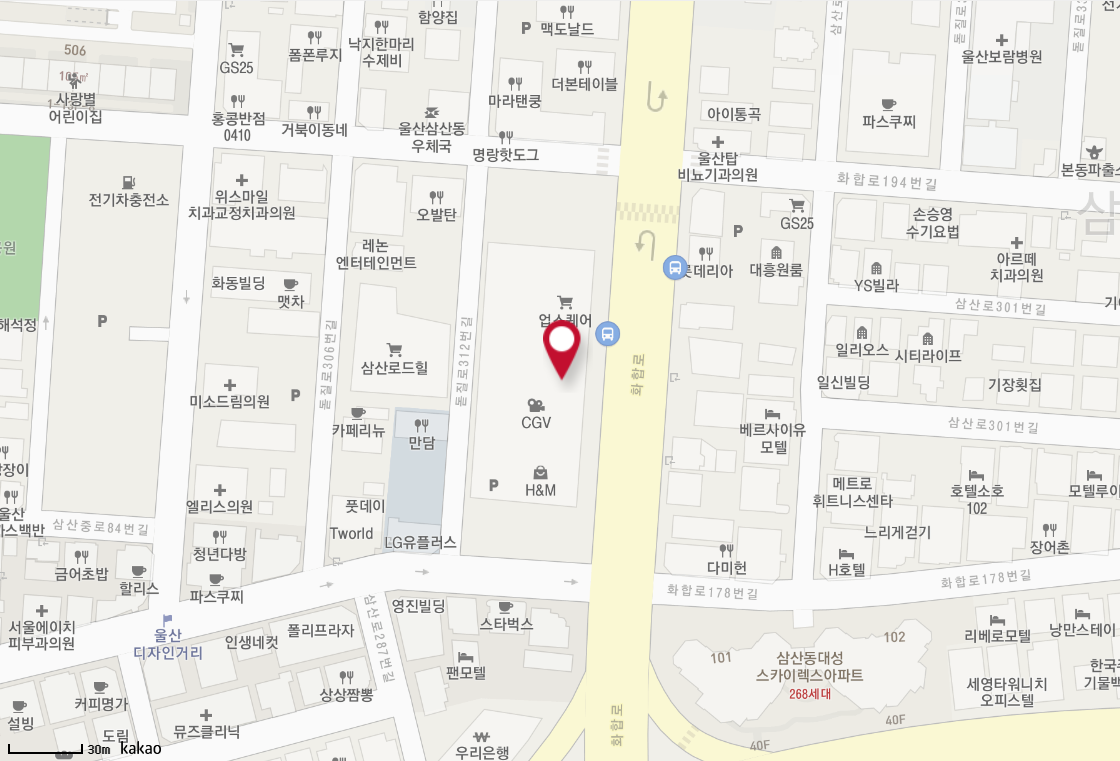 함양집
맥도날드
P
506
폼폰루지
낙지한마리
수제비
GS25
울산보람병원
더본테이블
사랑별
어린이집
마라탠쿵
홍콩반점
0410
거북이동네
울산삼산동
우체국
명랑핫도그
아이통곡
파스쿠찌
울산탑
비뇨기과의원
화합로194번길
전기차충전소
위스마일
치과교정치과의원
오발탄
GS25
손승영
수기요법
삼
P
레논
엔터테인먼트
롯데리아
대흥원룸
아르떼
치과의원
화동빌딩
맷차
YS빌라
업스퀘어
삼산로301번길
해석정
P
돋질로306번길
돋질로312번길
삼산로드힐
화합로
일리오스
시티라이프
일신빌딩
기장횟집
미소드림의원
P
카페리뉴
만담
CGV
베르사이유
모텔
삼산로301번길
H&M
P
메트로
휘트니스센타
호텔소호
102
모텔루이
엘리스의원
풋데이
울산
삼산중로84번길
Tworld
LG유플러스
느리게걷기
장어촌
청년다방
금어초밥
할리스
파스쿠찌
다미헌
H호텔
화합로178번길
화합로178번길
서울에이치
피부과의원
울산
디자인거리
인생네컷
폴리프라자
영진빌딩
삼산로287번길
스타벅스
팬모텔
101
102
삼산동대성
스카이렉스아파트
268세대
리베로모텔
낭만스테이
세영타워니치
오피스텔
커피명가
상상짬뽕
설빙
도림
뮤즈클리닉
화합로
우리은행
40F
40F
30m
kakao